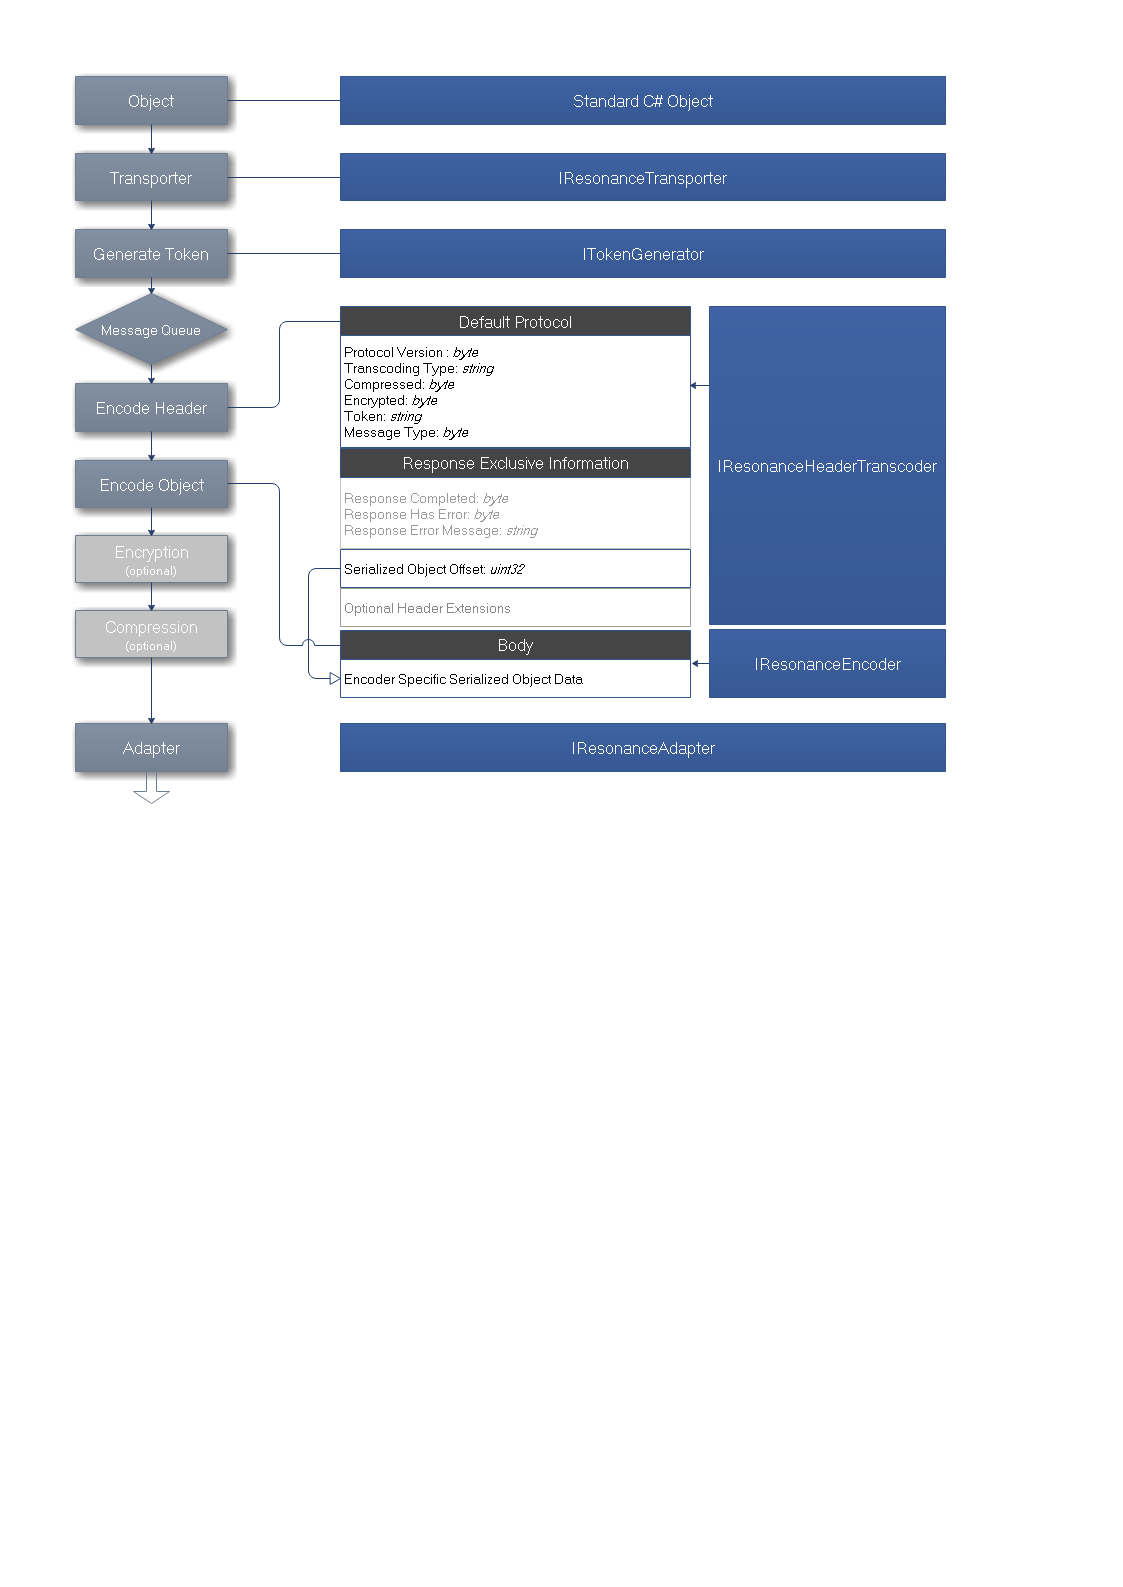 Object
Standard C# Object
Transporter
IResonanceTransporter
Generate Token
ITokenGenerator
Message Queue
Encode Header
Encode Object
Encryption
(optional)
Compression
(optional)
Adapter
Default Protocol
Protocol Version : byte
Transcoding Type: string
Compressed: byte
Encrypted: byte
Token: string
Message Type: byte
Response Exclusive Information
Response Completed: byte
Response Has Error: byte
Response Error Message: string
Serialized Object Offset: uint32
Optional Header Extensions
Body
Encoder Specific Serialized Object Data
IResonanceHeaderTranscoder
IResonanceEncoder
IResonanceAdapter